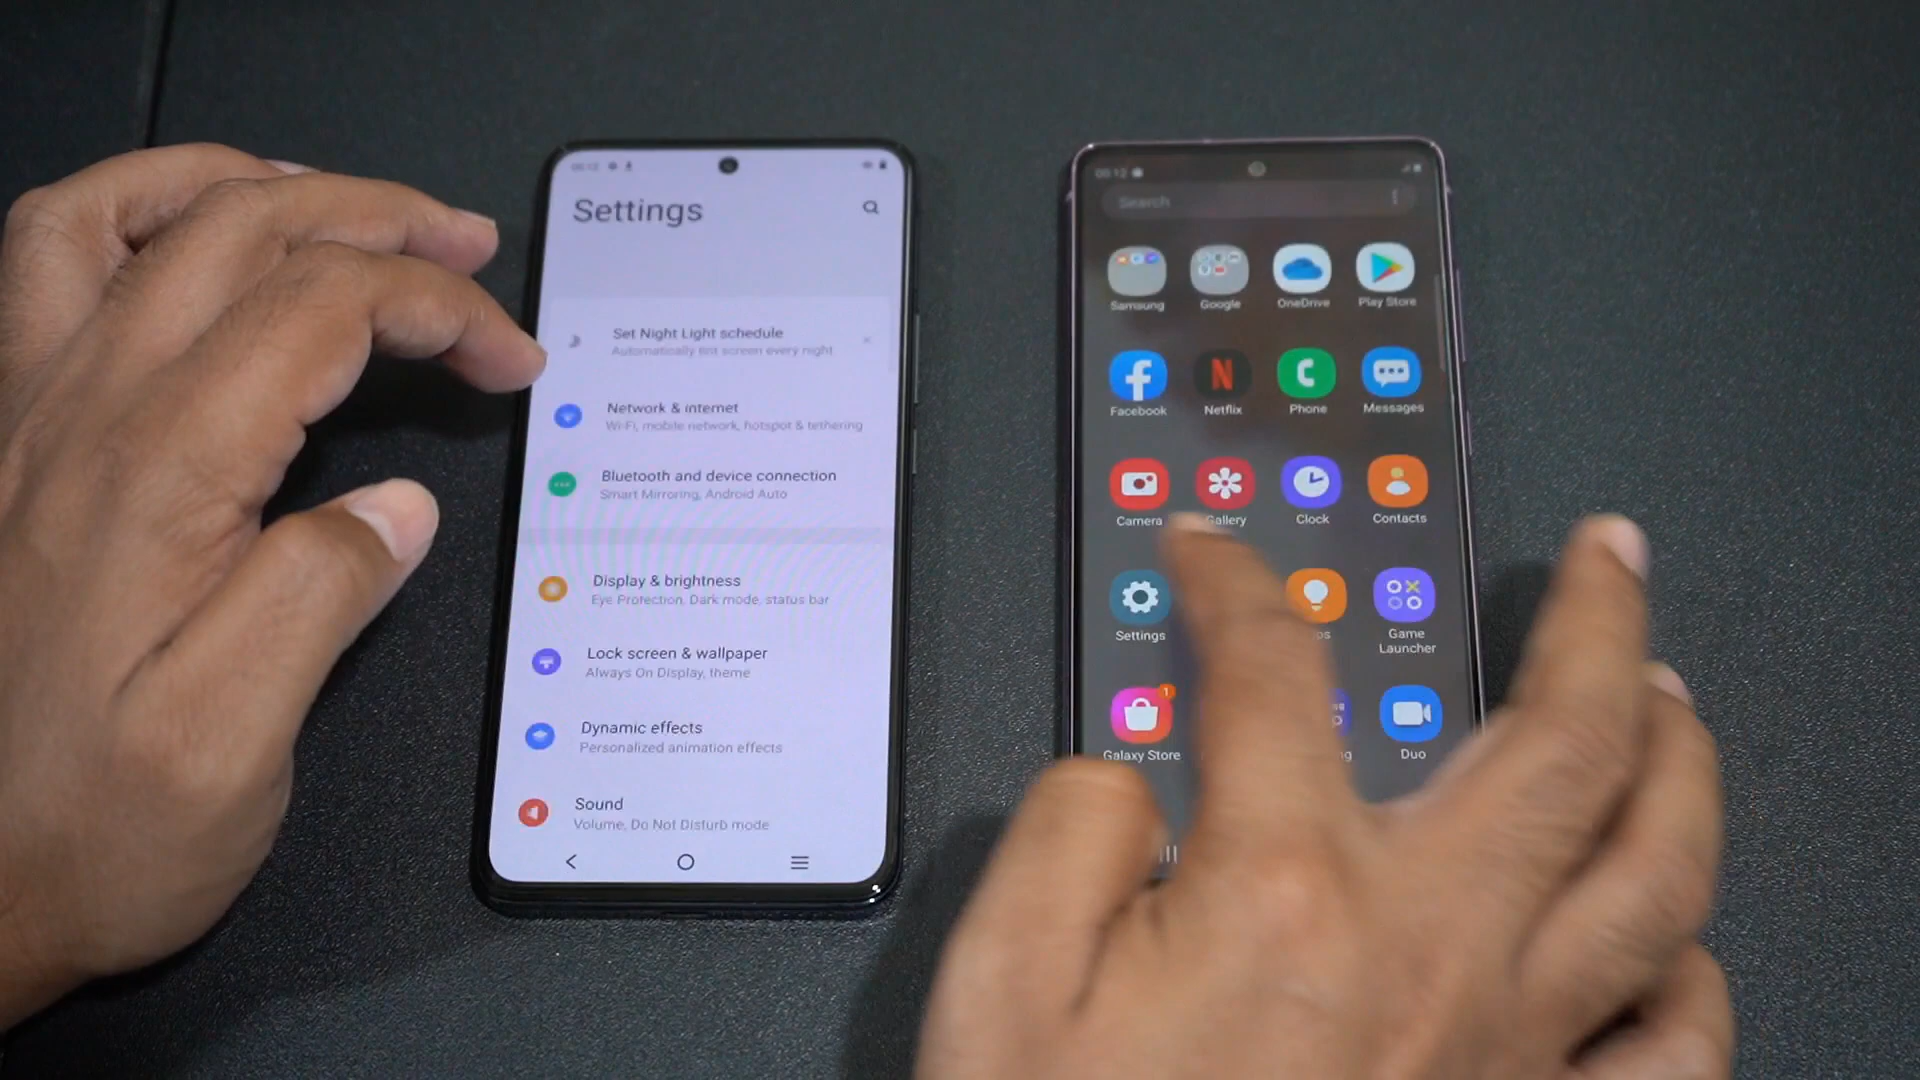 Settings
Set Night Light schedule
Automatically tint screen every night
Network & internet
Wi-Fi, mobile network, hotspot & tethering
Bluetooth and device connection
Smart Mirroring, Android Auto
Display & brightness
Eye Protection, Dark mode, status bar
Lock screen & wallpaper
Always On Display, theme
Dynamic effects
Personalized animation effects
Sound
Volume, Do Not Disturb mode
Search
Samsung
Google
OneDrive
Play Store
Facebook
Netflix
Phone
Messages
Camera
Gallery
Clock
Contacts
Settings
Game
Launcher
1
Galaxy Store
Duo